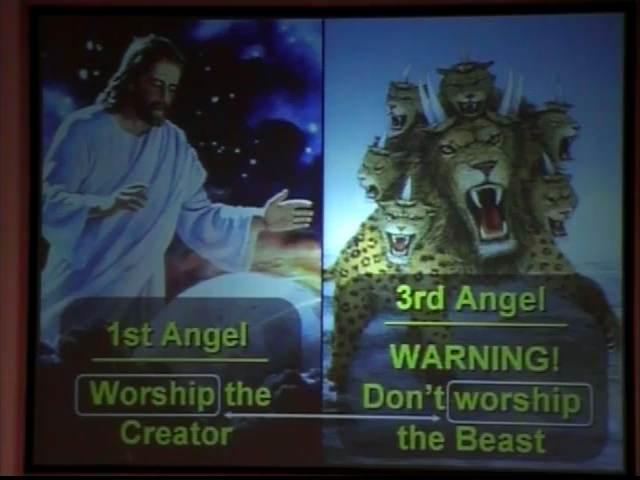 1st Angel
Worship the
Creator
3rd Angel
WARNING!
Don't worship
the Beast